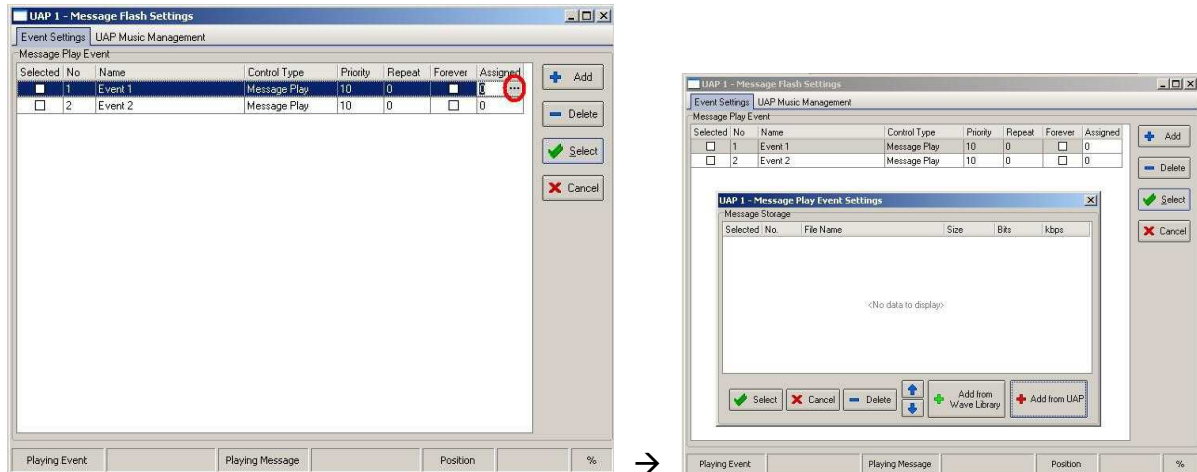 UAP 1 - Message Flash Settings
Event Settings UAP Music Management
Message Play Event
Selected No Name Control Type Priority Repeat Forever Assigned
1 Event 1 Message Play 10 0 0 ...
2 Event 2 Message Play 10 0 0
Add
Delete
Select
Cancel
Playing Event Playing Message Position %
→
UAP 1 - Message Flash Settings
Event Settings UAP Music Management
Message Play Event
Selected No Name Control Type Priority Repeat Forever Assigned
1 Event 1 Message Play 10 0 0
2 Event 2 Message Play 10 0 0
Add
Delete
Select
Cancel
UAP 1 - Message Play Event Settings
Message Storage
Selected No. File Name Size Bits kbps
<No data to display>
Select Cancel Delete Add from
Wave Library Add from UAP
Playing Event Playing Message Position %